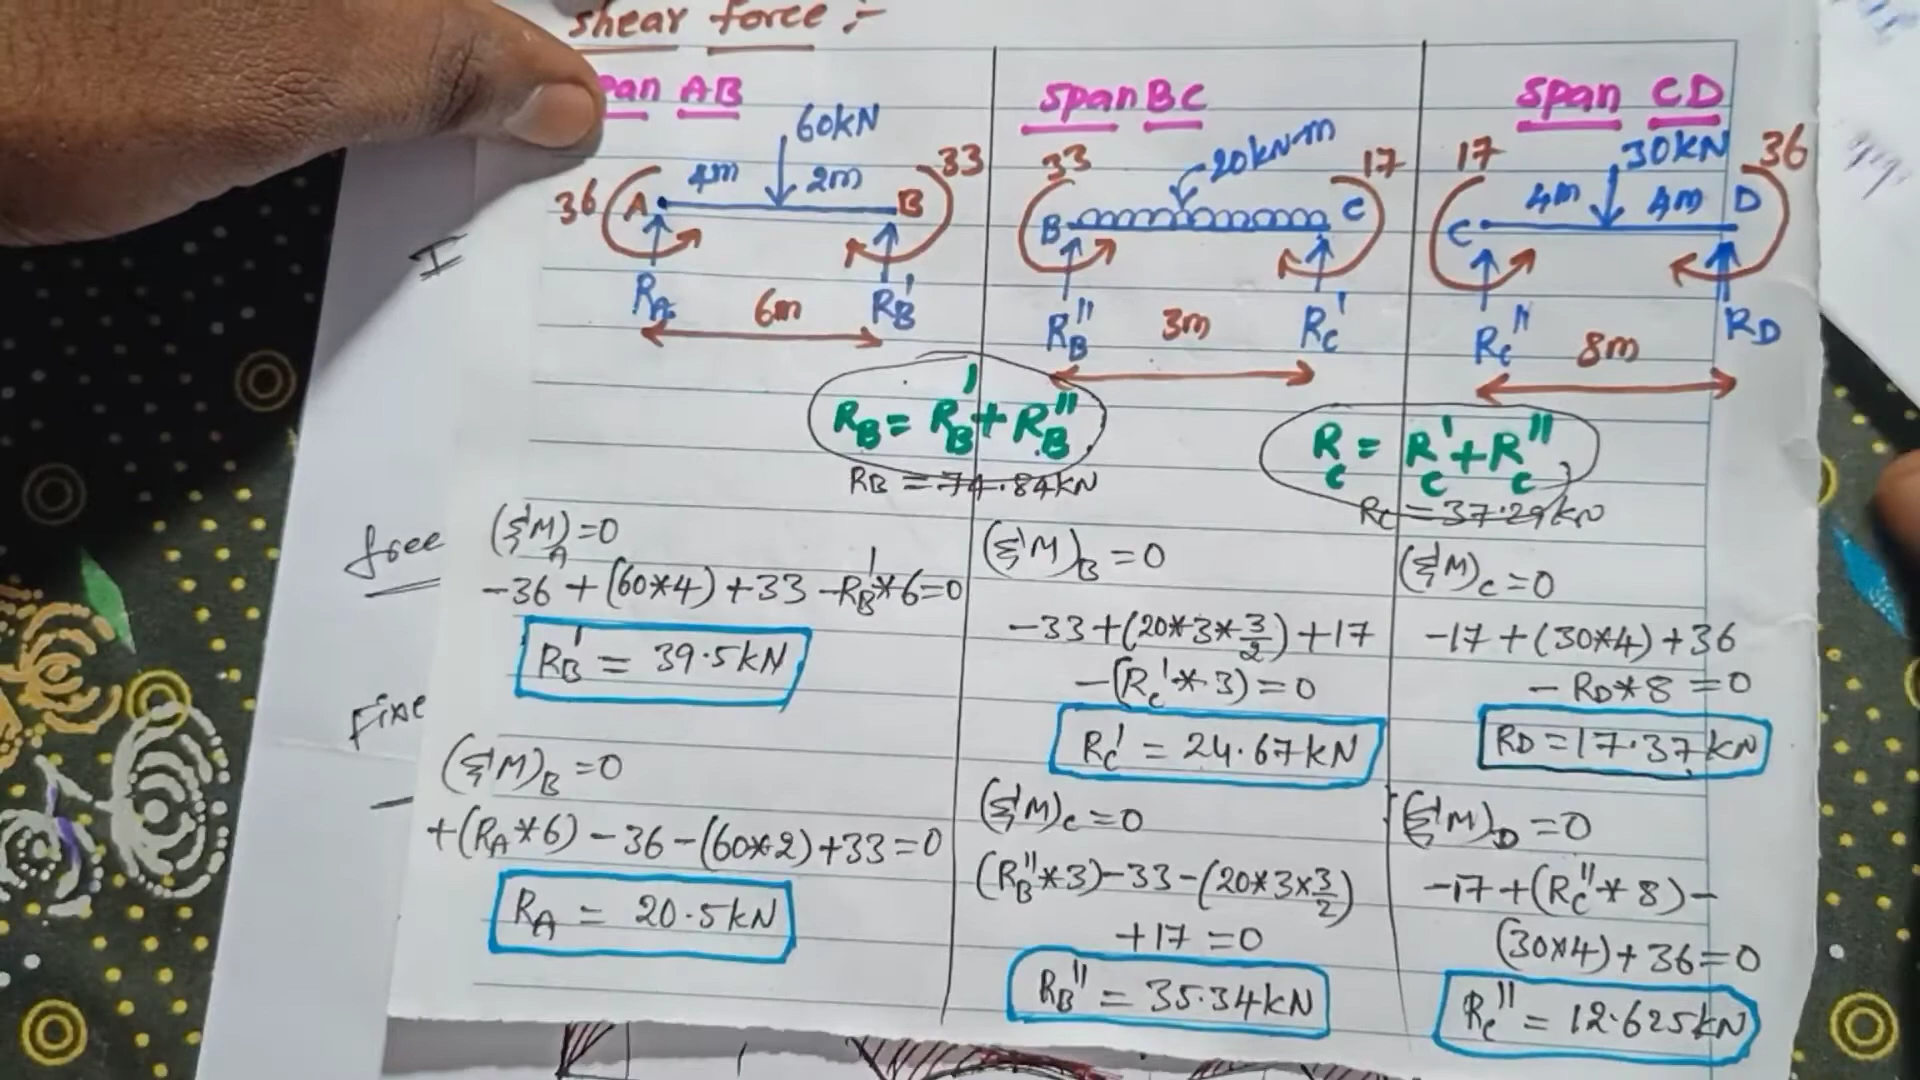 shear force :-
pan AB
60kN
4m
2m
36
33
A
B
RA
RB'
6m
span BC
33
20kN-m
17
B
C
RB''
3m
RC'
span CD
17
30kN
36
4m
4m
C
D
RC''
8m
RD
RB = RB' + RB''
RB = 74.84kN
RC = RC' + RC''
RC = 37.29kN
I
free
Fixe
(ΣM)A = 0
-36 + (60*4) + 33 - RB'*6 = 0
RB' = 39.5kN
(ΣM)B = 0
+(RA*6) - 36 - (60*2) + 33 = 0
RA = 20.5kN
(ΣM)B = 0
-33 + (20*3*3/2) + 17
-(RC'*3) = 0
RC' = 24.67kN
(ΣM)C = 0
(RB''*3) - 33 - (20*3×3/2)
+17 = 0
RB'' = 35.34kN
(ΣM)C = 0
-17 + (30*4) + 36
- RD*8 = 0
RD = 17.37kN
(ΣM)D = 0
-17 + (RC''*8) -
(30*4) + 36 = 0
RC'' = 12.625kN